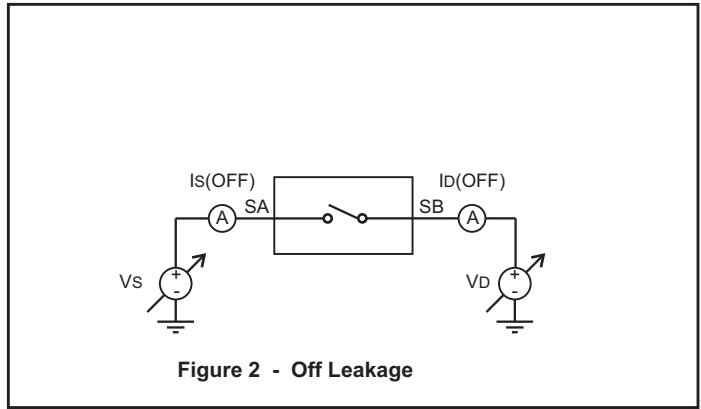 IS(OFF) ID(OFF)
A SA SB A
VS + - VD + -
Figure 2 - Off Leakage